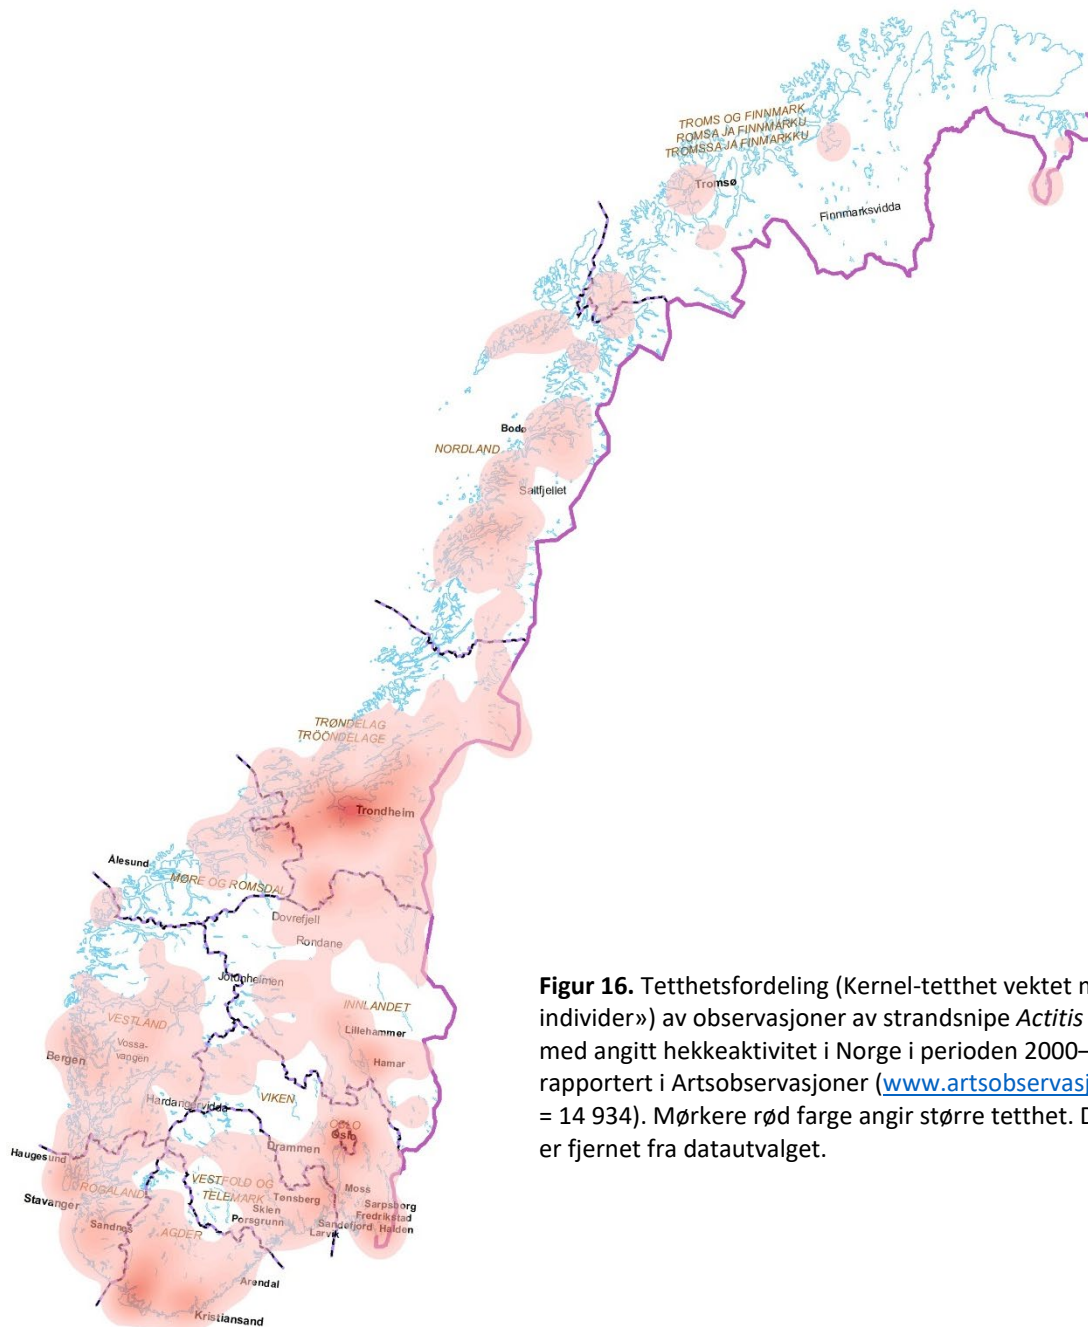 TROMS OG FINNMARK
ROMSA JA FINNMÁRKU
TROMSSA JA FINMARKKU
Tromsø
Finnmarksvidda
Bodø
NORDLAND
Saltfjellet
TRØNDELAG
TRÖÖNDELAGE
Trondheim
Ålesund
MØRE OG ROMSDAL
Dovrefjell
Rondane
Jotunheimen
INNLANDET
VESTLAND
Lillehammer
Vossa-
vangen
Bergen
Hamar
Hardangervidda
VIKEN
OSLO
Oslo
Drammen
Haugesund
ROGALAND
VESTFOLD OG
TELEMARK
Moss
Stavanger
Tønsberg
Sarpsborg
Skien
Fredrikstad
Porsgrunn
Sandefjord
Halden
Sandnes
AGDER
Larvik
Arendal
Kristiansand
Figur 16. Tetthetsfordeling (Kernel-tetthet vektet
individer») av observasjoner av strandsnipe Actitis
med angitt hekkeaktivitet i Norge i perioden 2000–
rapportert i Artsobservasjoner (www.artsobservasj
= 14 934). Mørkere rød farge angir større tetthet. D
er fjernet fra datautvalget.